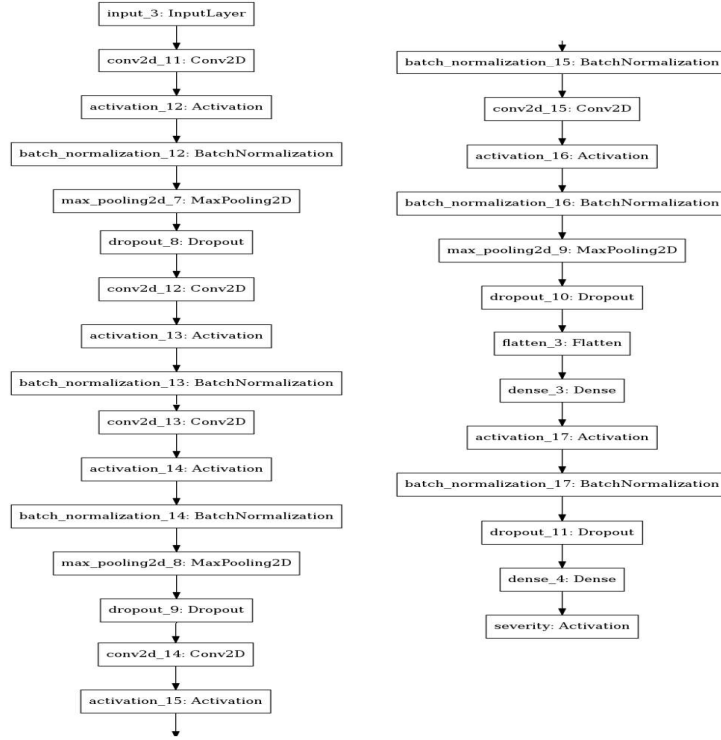 input_3: InputLayer
conv2d_11: Conv2D
activation_12: Activation
batch_normalization_12: BatchNormalization
max_pooling2d_7: MaxPooling2D
dropout_8: Dropout
conv2d_12: Conv2D
activation_13: Activation
batch_normalization_13: BatchNormalization
conv2d_13: Conv2D
activation_14: Activation
batch_normalization_14: BatchNormalization
max_pooling2d_8: MaxPooling2D
dropout_9: Dropout
conv2d_14: Conv2D
activation_15: Activation
batch_normalization_15: BatchNormalization
conv2d_15: Conv2D
activation_16: Activation
batch_normalization_16: BatchNormalization
max_pooling2d_9: MaxPooling2D
dropout_10: Dropout
flatten_3: Flatten
dense_3: Dense
activation_17: Activation
batch_normalization_17: BatchNormalization
dropout_11: Dropout
dense_4: Dense
severity: Activation